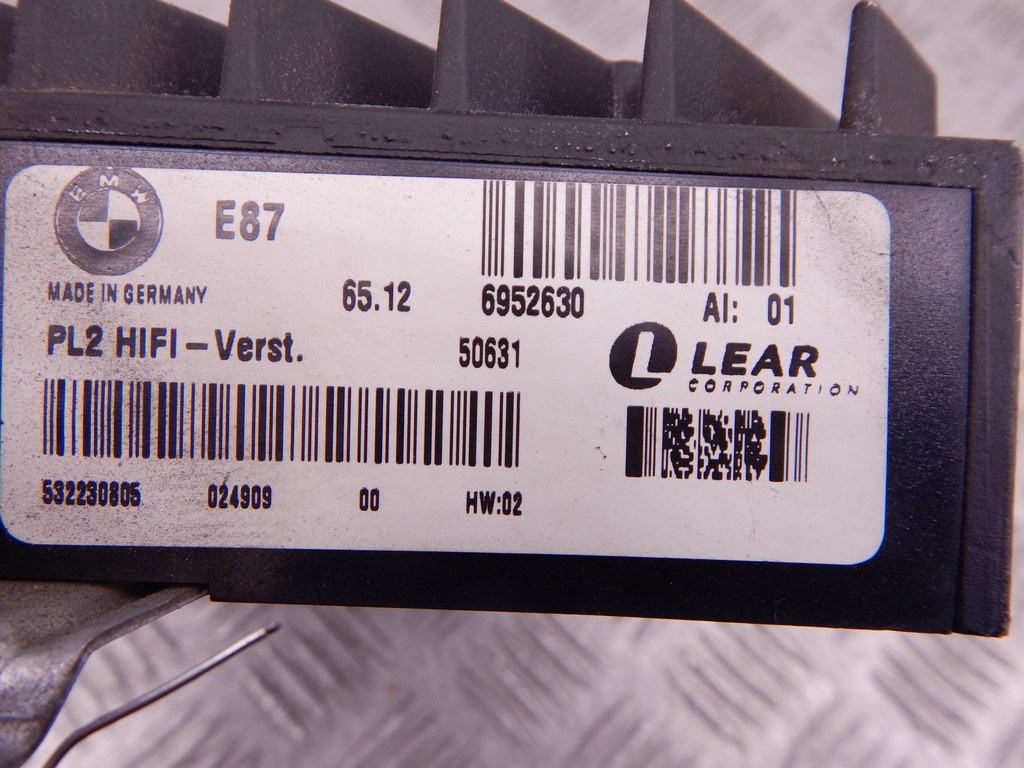 BMW
E87
MADE IN GERMANY
65.12 6952630 AI: 01
PL2 HIFI-Verst. 50631
LEAR
CORPORATION
532230805 024909 00 HW:02